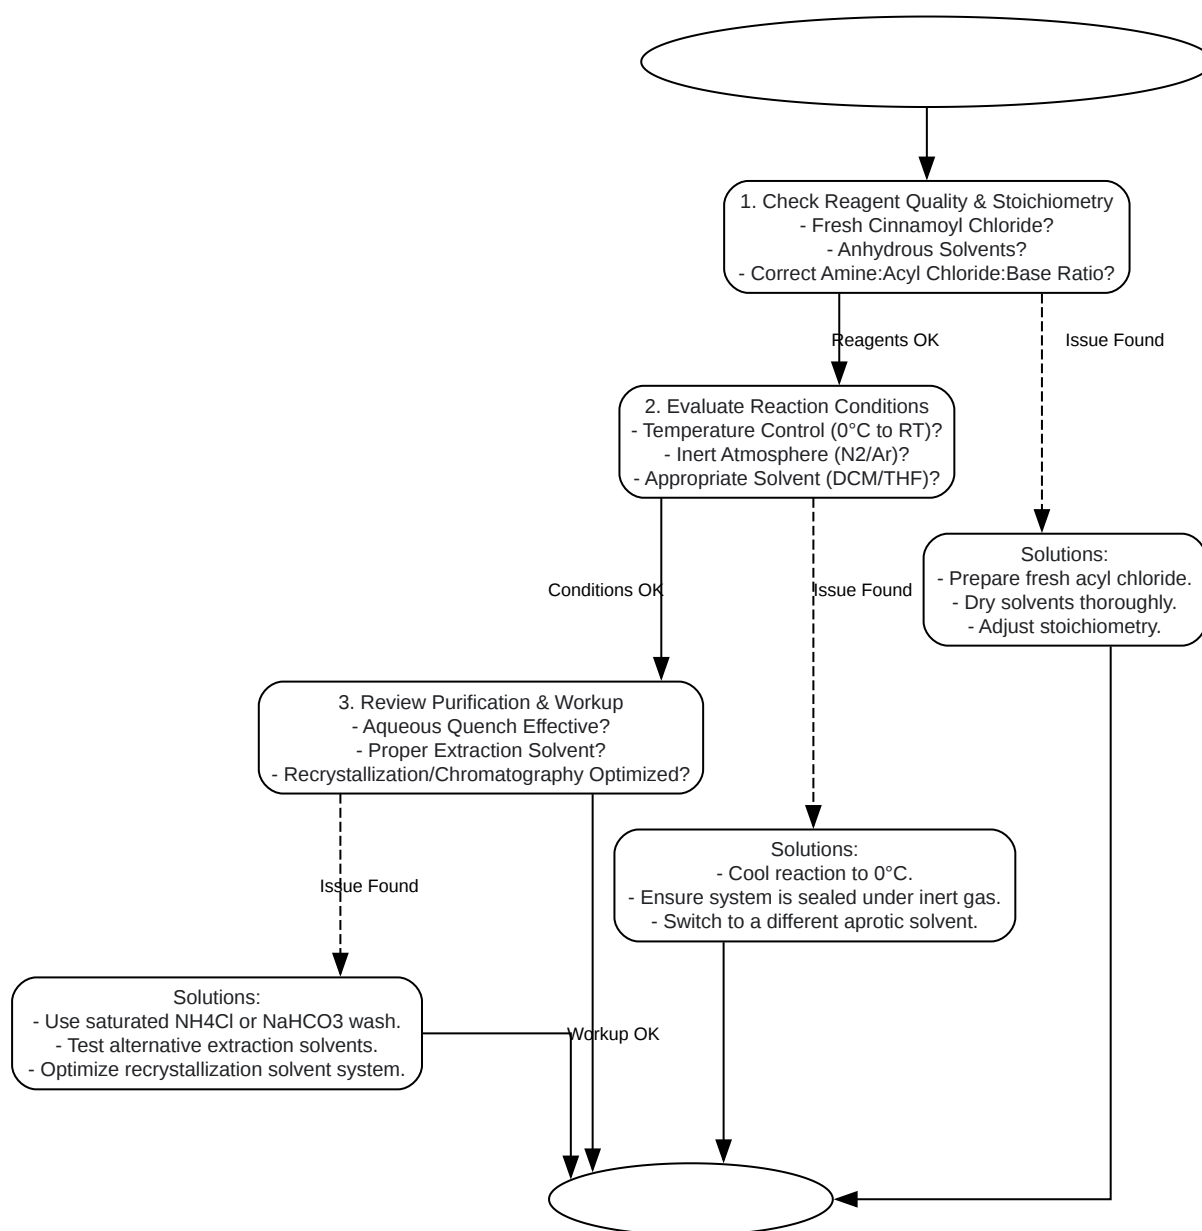 1. Check Reagent Quality & Stoichiometry
- Fresh Cinnamoyl Chloride?
- Anhydrous Solvents?
- Correct Amine:Acyl Chloride:Base Ratio?
Reagents OK
Issue Found
2. Evaluate Reaction Conditions
- Temperature Control (0°C to RT)?
- Inert Atmosphere (N2/Ar)?
- Appropriate Solvent (DCM/THF)?
Solutions:
- Prepare fresh acyl chloride.
- Dry solvents thoroughly.
- Adjust stoichiometry.
Conditions OK
Issue Found
3. Review Purification & Workup
- Aqueous Quench Effective?
- Proper Extraction Solvent?
- Recrystallization/Chromatography Optimized?
Solutions:
- Cool reaction to 0°C.
- Ensure system is sealed under inert gas.
- Switch to a different aprotic solvent.
Issue Found
Solutions:
- Use saturated NH4Cl or NaHCO3 wash.
- Test alternative extraction solvents.
- Optimize recrystallization solvent system.
Workup OK